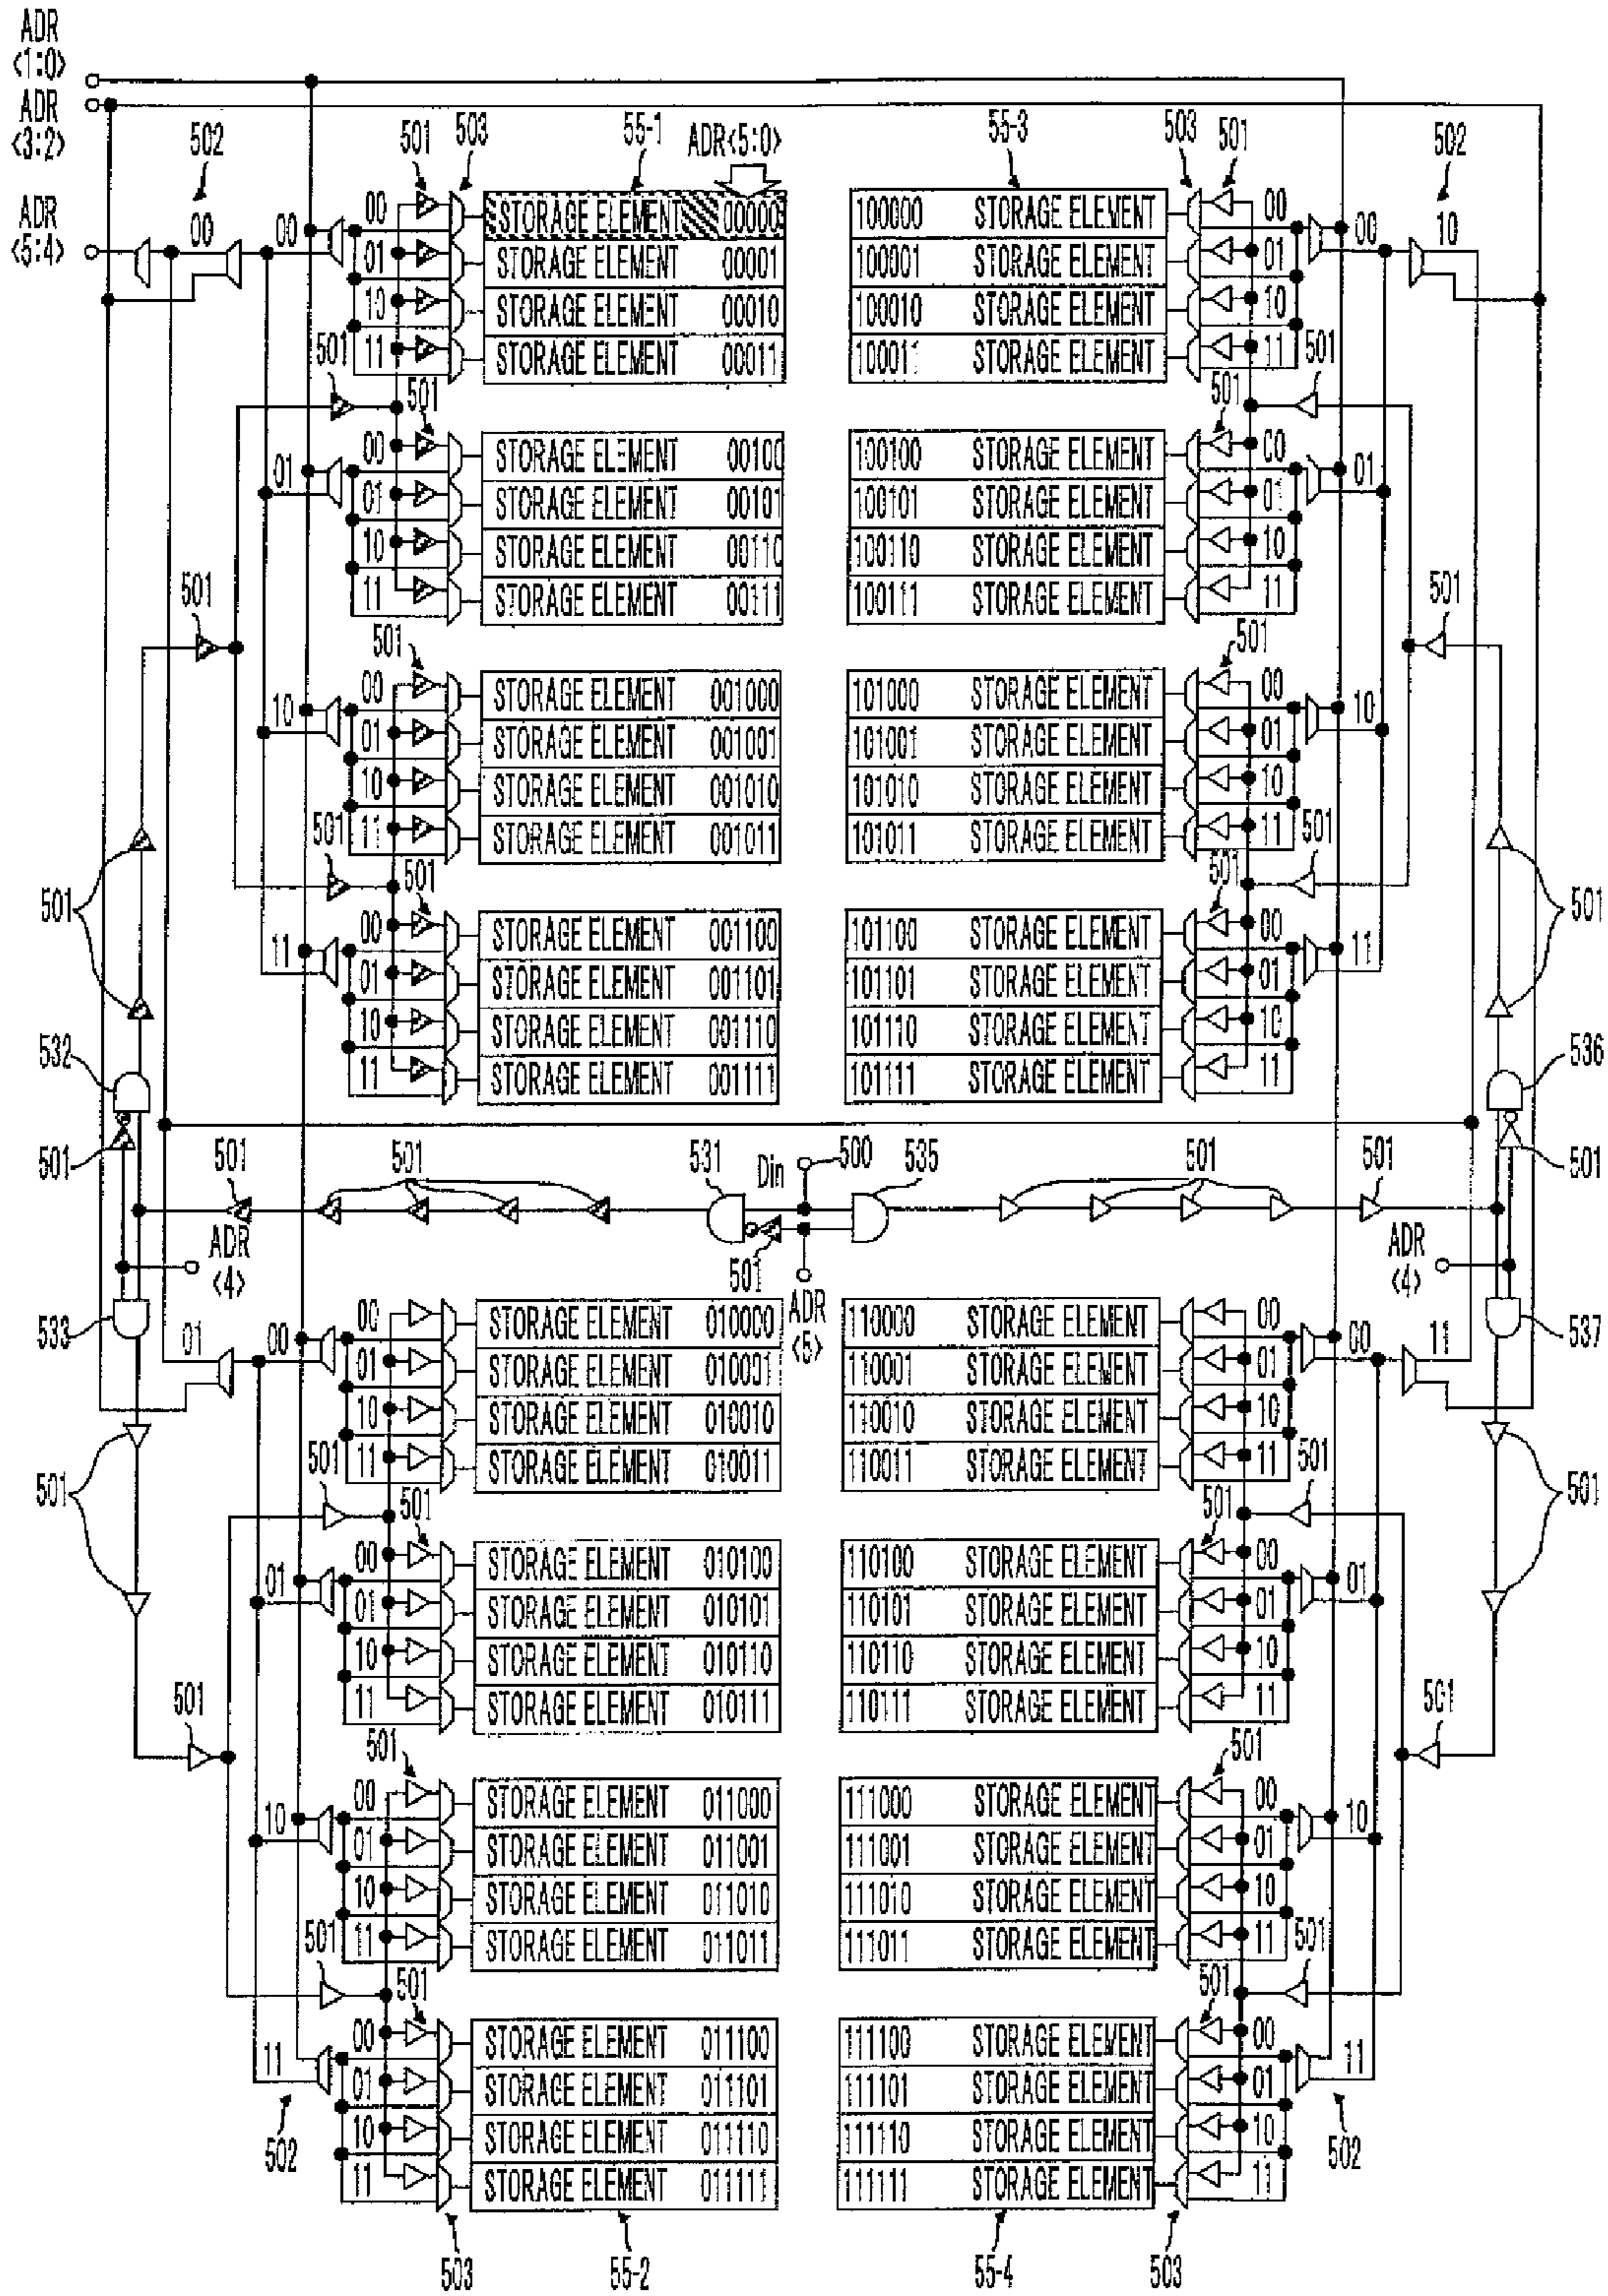 ADR
<1:0>
ADR
<3:2>
ADR
<5:4>
502
00
00
501
503
55-1
ADR<5:0>
55-3
503
501
502
10
00
00
01
10
11
STORAGE ELEMENT 00000
STORAGE ELEMENT 00001
STORAGE ELEMENT 00010
STORAGE ELEMENT 00011
100000 STORAGE ELEMENT
100001 STORAGE ELEMENT
100010 STORAGE ELEMENT
100011 STORAGE ELEMENT
00
01
10
11
501
501
501
501
01
00
01
10
11
STORAGE ELEMENT 00100
STORAGE ELEMENT 00101
STORAGE ELEMENT 00110
STORAGE ELEMENT 00111
100100 STORAGE ELEMENT
100101 STORAGE ELEMENT
100110 STORAGE ELEMENT
100111 STORAGE ELEMENT
00
01
10
11
01
501
501
501
501
10
00
01
10
11
STORAGE ELEMENT 001000
STORAGE ELEMENT 001001
STORAGE ELEMENT 001010
STORAGE ELEMENT 001011
101000 STORAGE ELEMENT
101001 STORAGE ELEMENT
101010 STORAGE ELEMENT
101011 STORAGE ELEMENT
00
01
10
11
10
501
501
501
501
501
501
11
00
01
10
11
STORAGE ELEMENT 001100
STORAGE ELEMENT 001101
STORAGE ELEMENT 001110
STORAGE ELEMENT 001111
101100 STORAGE ELEMENT
101101 STORAGE ELEMENT
101110 STORAGE ELEMENT
101111 STORAGE ELEMENT
00
01
10
11
11
532
536
501
501
501
531
Din
500
535
501
501
501
ADR
<4>
501
ADR
<5>
ADR
<4>
533
537
01
00
00
01
10
11
STORAGE ELEMENT 010000
STORAGE ELEMENT 010001
STORAGE ELEMENT 010010
STORAGE ELEMENT 010011
110000 STORAGE ELEMENT
110001 STORAGE ELEMENT
110010 STORAGE ELEMENT
110011 STORAGE ELEMENT
00
01
10
11
00
11
501
501
501
501
501
501
01
00
01
10
11
STORAGE ELEMENT 010100
STORAGE ELEMENT 010101
STORAGE ELEMENT 010110
STORAGE ELEMENT 010111
110100 STORAGE ELEMENT
110101 STORAGE ELEMENT
110110 STORAGE ELEMENT
110111 STORAGE ELEMENT
00
01
10
11
01
501
501
501
501
10
00
01
10
11
STORAGE ELEMENT 011000
STORAGE ELEMENT 011001
STORAGE ELEMENT 011010
STORAGE ELEMENT 011011
111000 STORAGE ELEMENT
111001 STORAGE ELEMENT
111010 STORAGE ELEMENT
111011 STORAGE ELEMENT
00
01
10
11
10
501
501
501
501
11
00
01
10
11
STORAGE ELEMENT 011100
STORAGE ELEMENT 011101
STORAGE ELEMENT 011110
STORAGE ELEMENT 011111
111100 STORAGE ELEMENT
111101 STORAGE ELEMENT
111110 STORAGE ELEMENT
111111 STORAGE ELEMENT
00
01
10
11
11
502
502
503
55-2
55-4
503